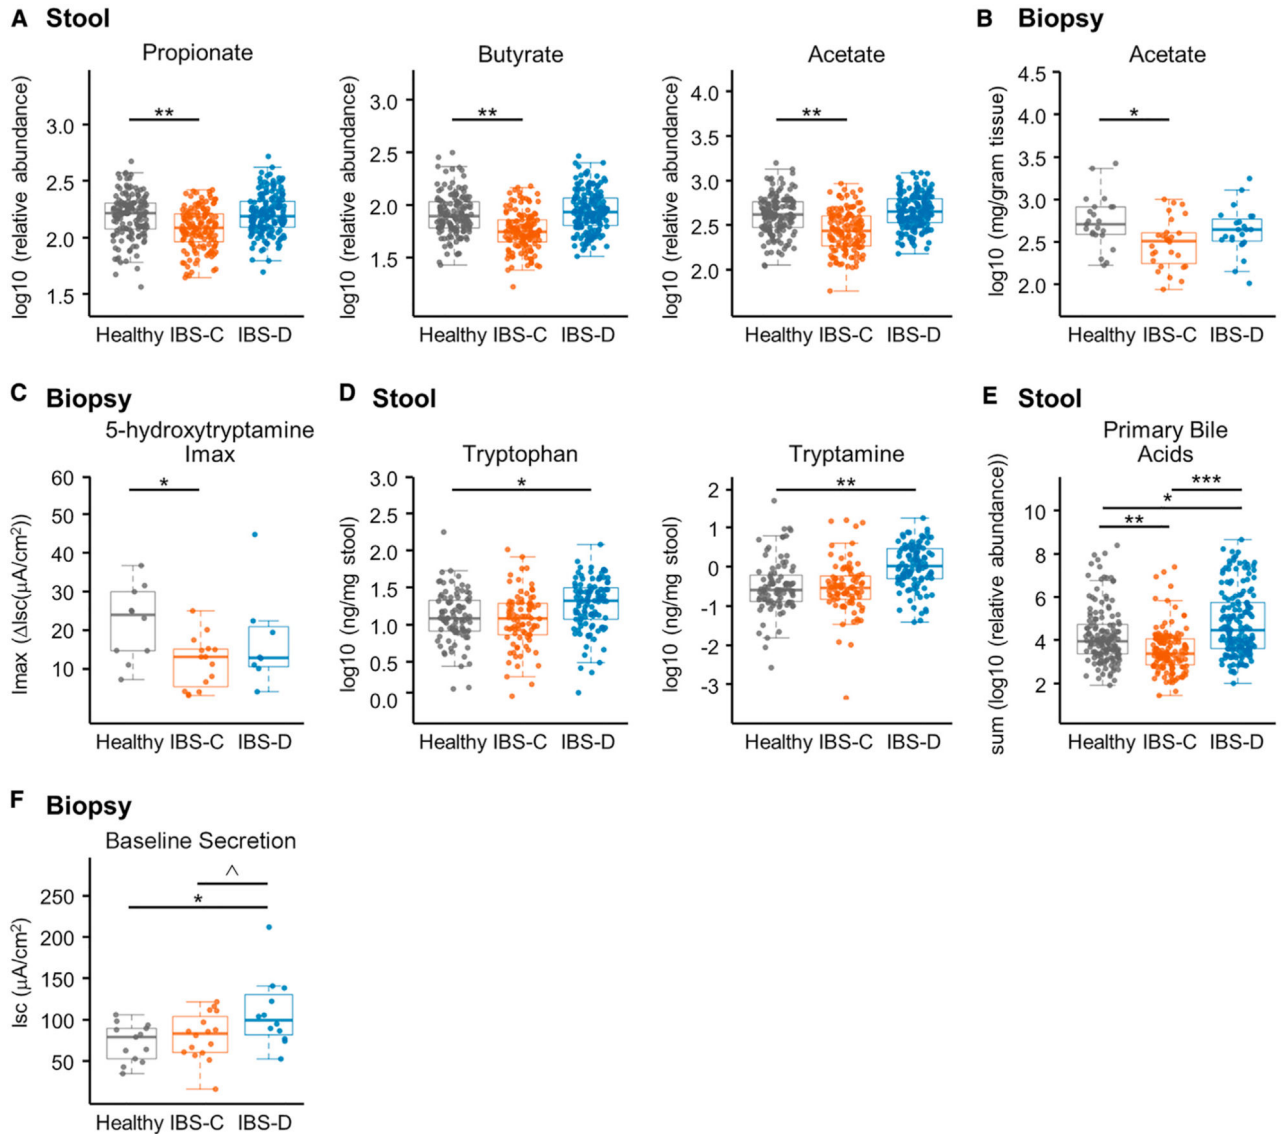 A Stool
Propionate
log10 (relative abundance)
3.0
2.5
2.0
1.5
**
Healthy IBS-C IBS-D
Butyrate
log10 (relative abundance)
3.0
2.5
2.0
1.5
**
Healthy IBS-C IBS-D
Acetate
log10 (relative abundance)
4.0
3.5
3.0
2.5
2.0
**
Healthy IBS-C IBS-D
B Biopsy
Acetate
log10 (mg/gram tissue)
4.5
4.0
3.0
3.0
2.5
2.0
*
Healthy IBS-C IBS-D
C Biopsy
5-hydroxytryptamine
Imax
Imax (ΔIsc(μA/cm²))
60
50
40
30
20
10
*
Healthy IBS-C IBS-D
D Stool
Tryptophan
log10 (ng/mg stool)
3.0
2.5
2.0
1.5
1.0
0.5
0.0
*
Healthy IBS-C IBS-D
Tryptamine
log10 (ng/mg stool)
2
1
0
-1
-2
-3
**
Healthy IBS-C IBS-D
E Stool
Primary Bile
Acids
sum (log10 (relative abundance))
10
8
6
4
2
***
*
**
Healthy IBS-C IBS-D
F Biopsy
Baseline Secretion
Isc (μA/cm²)
250
200
150
100
50
^
*
Healthy IBS-C IBS-D